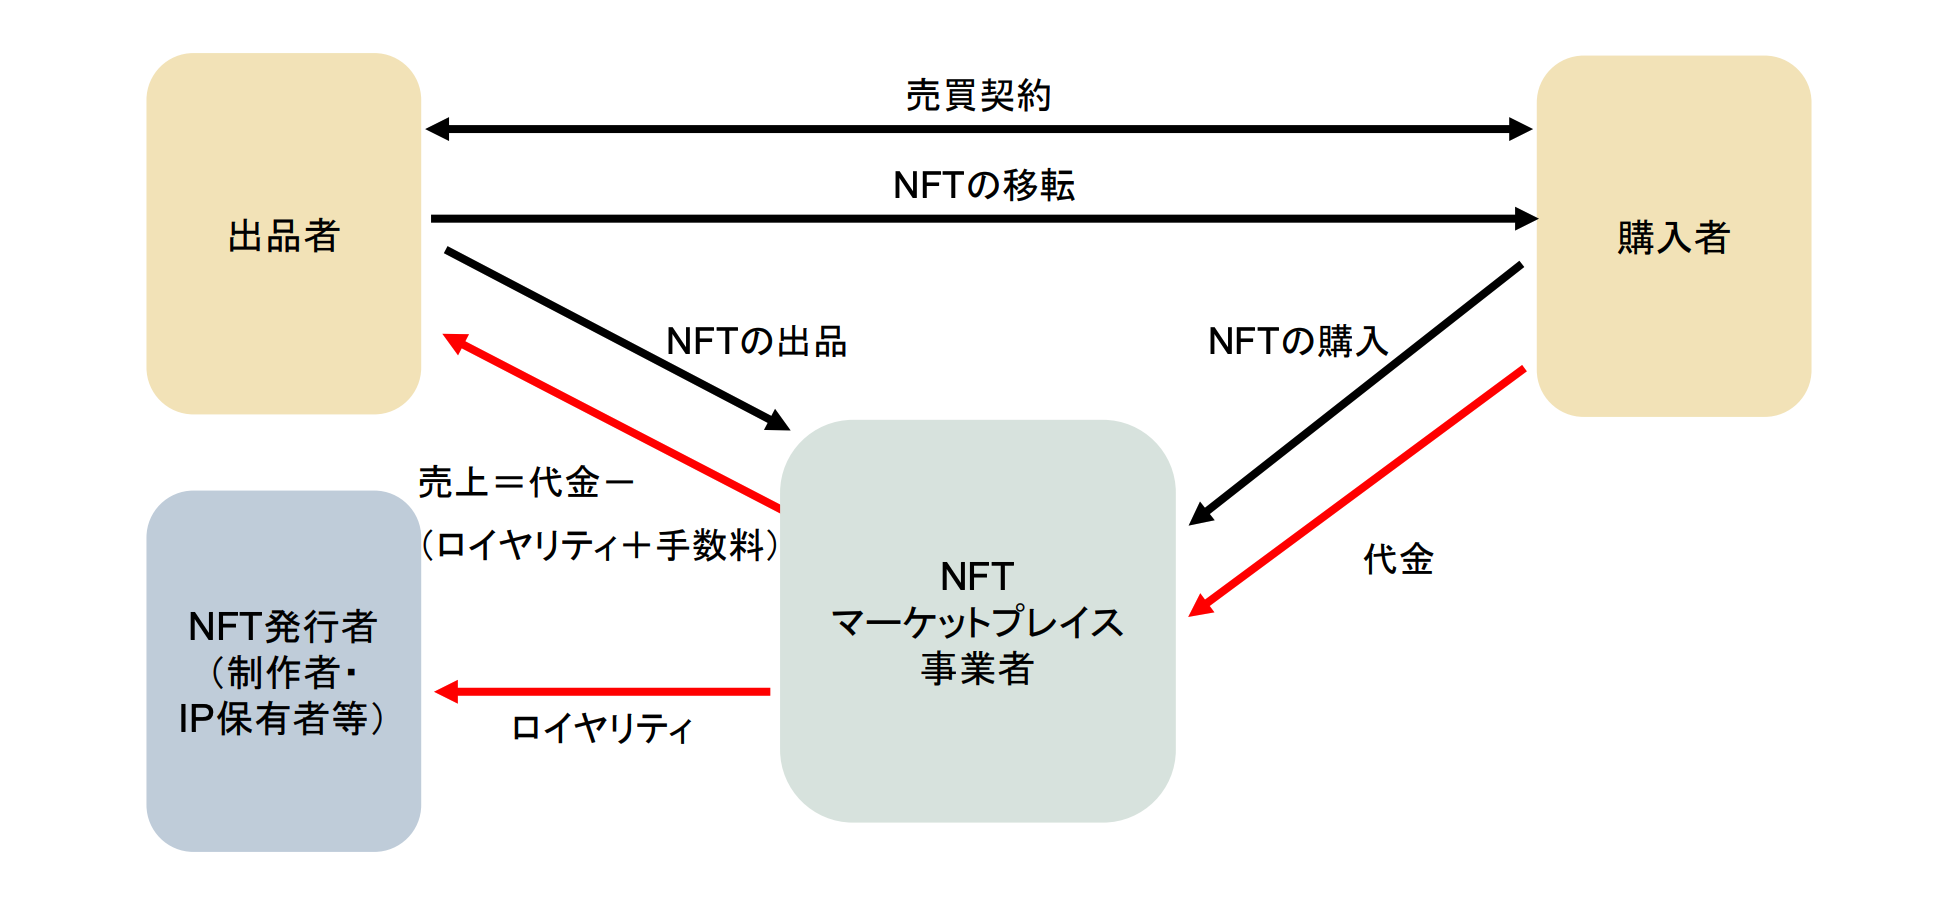 売買契約
NFTの移転
出品者
購入者
NFTの出品
NFTの購入
売上＝代金－
（ロイヤリティ＋手数料）
代金
NFT
マーケットプレイス
事業者
NFT発行者
（制作者・
IP保有者等）
ロイヤリティ